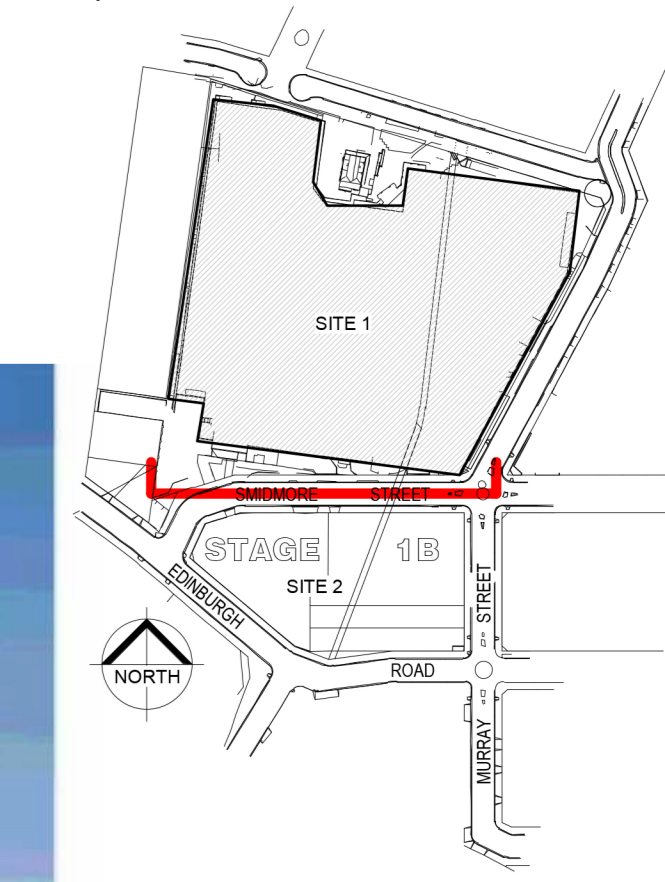 SITE 1
SMIDMORE STREET
STAGE 1B
SITE 2
EDINBURGH
STREET
NORTH
ROAD
MURRAY